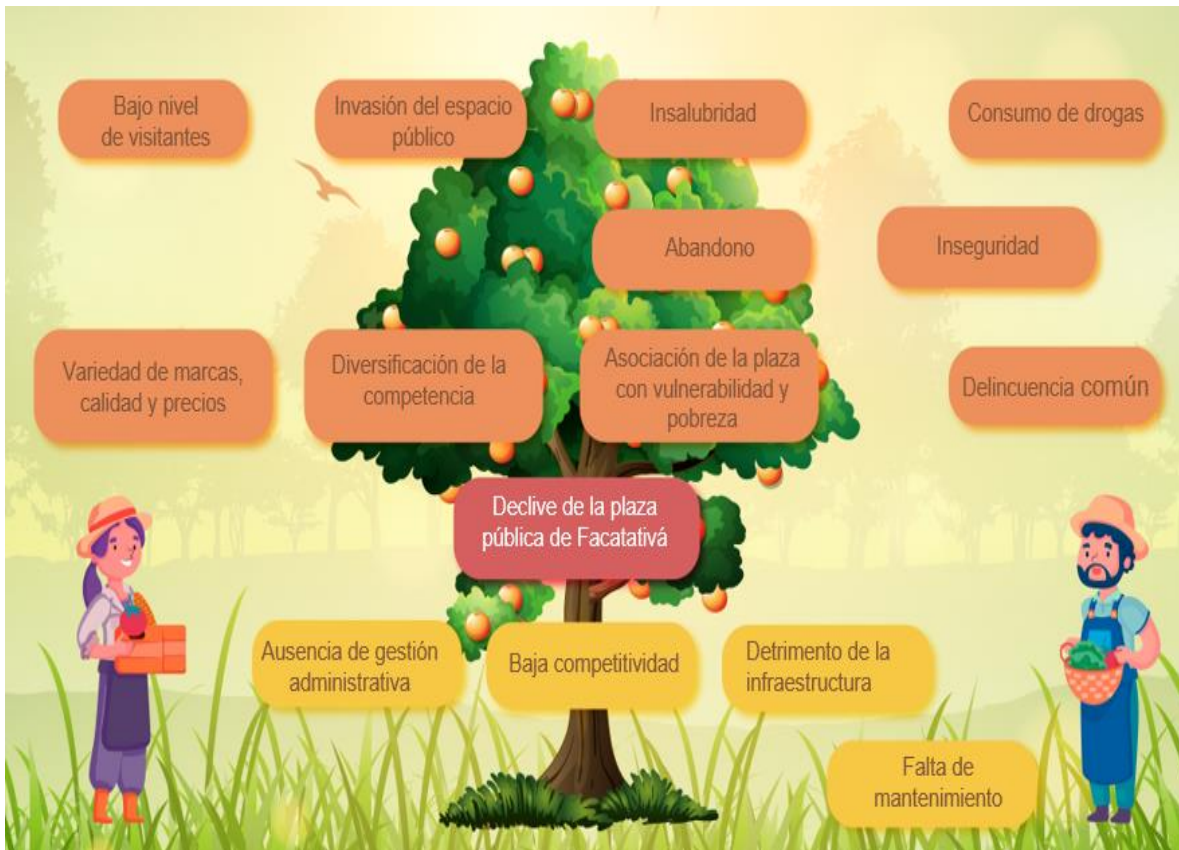 Bajo nivel
de visitantes
Invasión del espacio
público
Insalubridad
Consumo de drogas
Abandono
Inseguridad
Variedad de marcas,
calidad y precios
Diversificación de la
competencia
Asociación de la plaza
con vulnerabilidad y
pobreza
Delincuencia común
Declive de la plaza
pública de Facatativá
Ausencia de gestión
administrativa
Baja competitividad
Detrimento de la
infraestructura
Falta de
mantenimiento